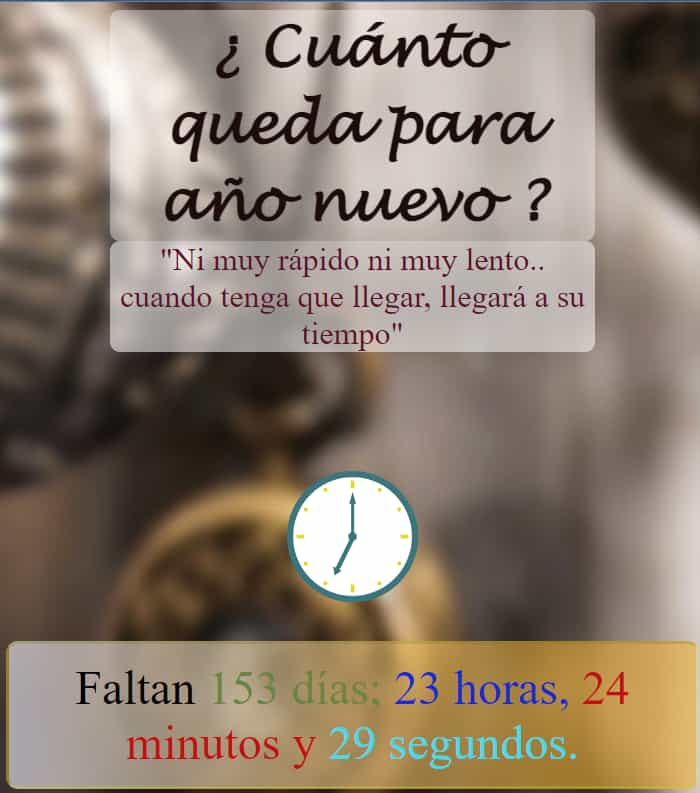 ¿ Cuánto
queda para
año nuevo ?
"Ni muy rápido ni muy lento..
cuando tenga que llegar, llegará a su
tiempo"
Faltan 153 días; 23 horas, 24
minutos y 29 segundos.